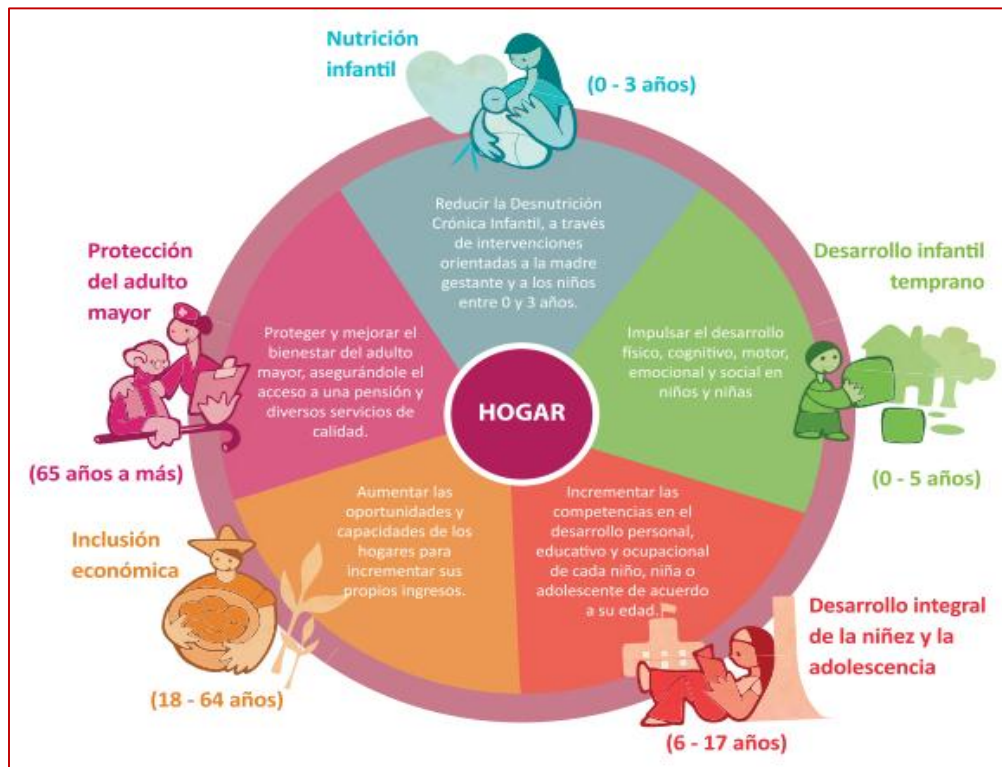 Nutrición
infantil
(0 - 3 años)
Reducir la Desnutrición
Crónica Infantil, a través
de intervenciones
orientadas a la madre
gestante y a los niños
entre 0 y 3 años.
Desarrollo infantil
temprano
Impulsar el desarrollo
físico, cognitivo, motor,
emocional y social en
niños y niñas
(0 - 5 años)
Protección
del adulto
mayor
Proteger y mejorar el
bienestar del adulto
mayor, asegurándole el
acceso a una pensión y
diversos servicios de
calidad.
(65 años a más)
HOGAR
Inclusión
económica
Aumentar las
oportunidades y
capacidades de los
hogares para
incrementar sus
propios ingresos.
(18 - 64 años)
Incrementar las
competencias en el
desarrollo personal,
educativo y ocupacional
de cada niño, niña o
adolescente de acuerdo
a su edad.
Desarrollo integral
de la niñez y la
adolescencia
(6 - 17 años)